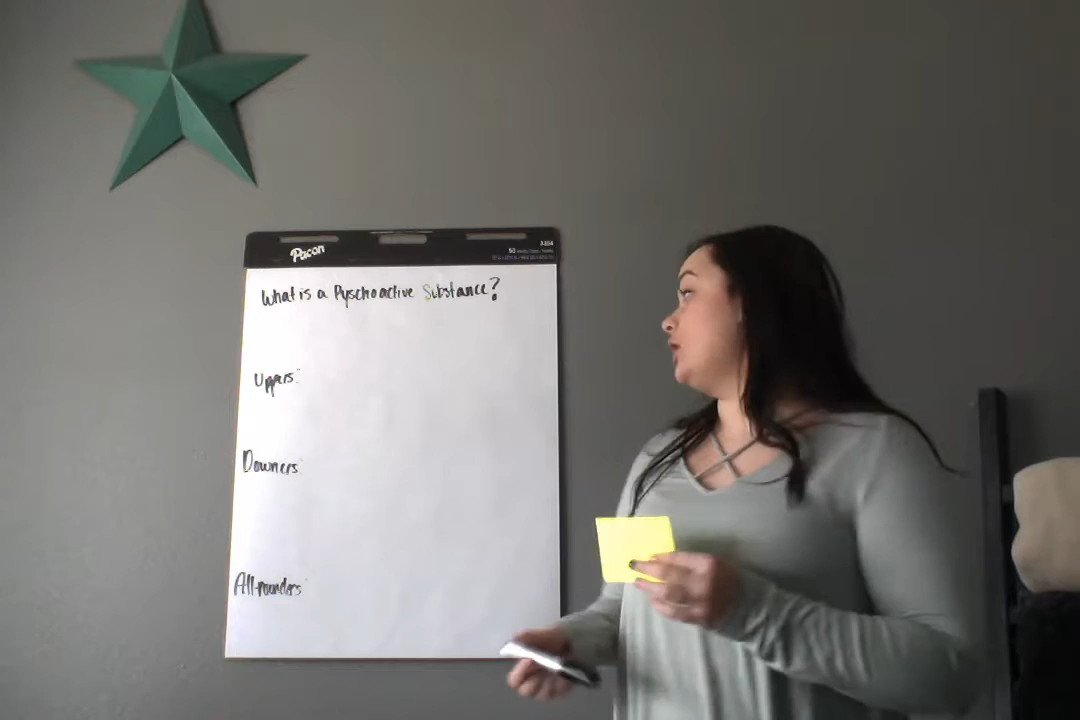 Pacon
What is a Pyschoactive Substance?
Uppers:
Downers:
All-rounders: